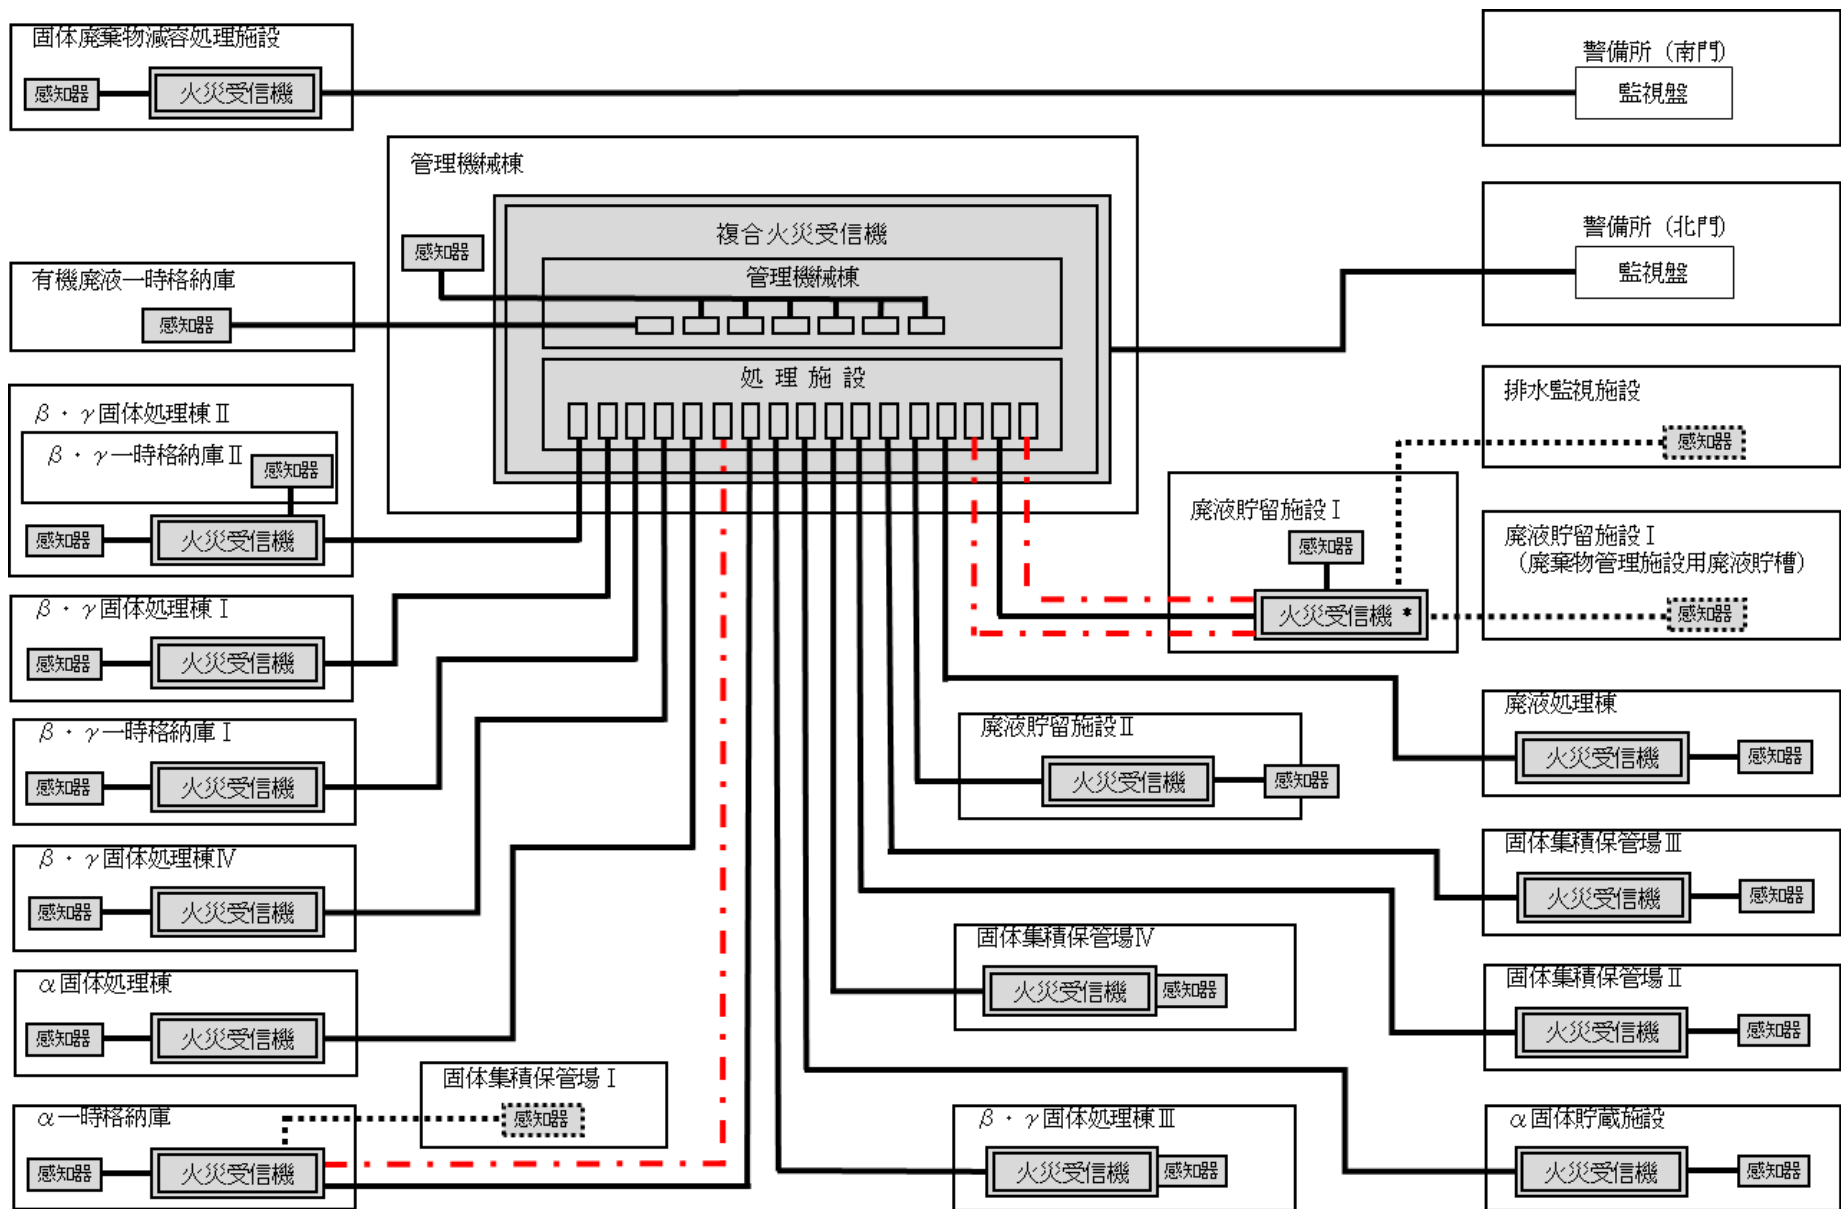 固体廃棄物減容処理施設
感知器
火災受信機
警備所（南門）
監視盤
管理機械棟
感知器
複合火災受信機
管理機械棟
処理施設
警備所（北門）
監視盤
有機廃液一時格納庫
感知器
β・γ固体処理棟Ⅱ
β・γ一時格納庫Ⅱ
感知器
感知器
火災受信機
排水監視施設
感知器
廃液貯留施設Ⅰ
感知器
火災受信機＊
廃液貯留施設Ⅰ
（廃棄物管理施設用廃液貯槽）
感知器
β・γ固体処理棟Ⅰ
感知器
火災受信機
β・γ一時格納庫Ⅰ
感知器
火災受信機
廃液貯留施設Ⅱ
火災受信機
感知器
廃液処理棟
火災受信機
感知器
β・γ固体処理棟Ⅳ
感知器
火災受信機
固体集積保管場Ⅲ
火災受信機
感知器
固体集積保管場Ⅳ
火災受信機
感知器
α固体処理棟
感知器
火災受信機
固体集積保管場Ⅱ
火災受信機
感知器
固体集積保管場Ⅰ
感知器
α一時格納庫
感知器
火災受信機
β・γ固体処理棟Ⅲ
火災受信機
感知器
α固体貯蔵施設
火災受信機
感知器